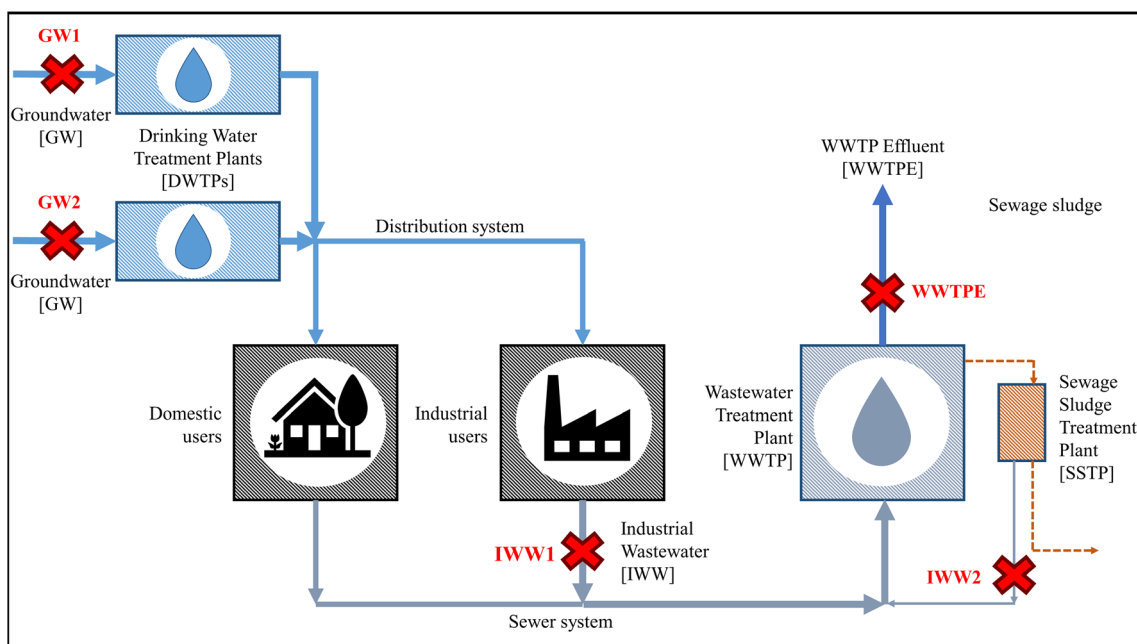 GW1
Groundwater
[GW]
Drinking Water
Treatment Plants
[DWTPs]
GW2
Groundwater
[GW]
Distribution system
WWTP Effluent
[WWTPE]
Sewage sludge
WWTPE
Domestic
users
Industrial
users
Wastewater
Treatment
Plant
[WWTP]
Sewage
Sludge
Treatment
Plant
[SSTP]
IWW1
Industrial
Wastewater
[IWW]
IWW2
Sewer system